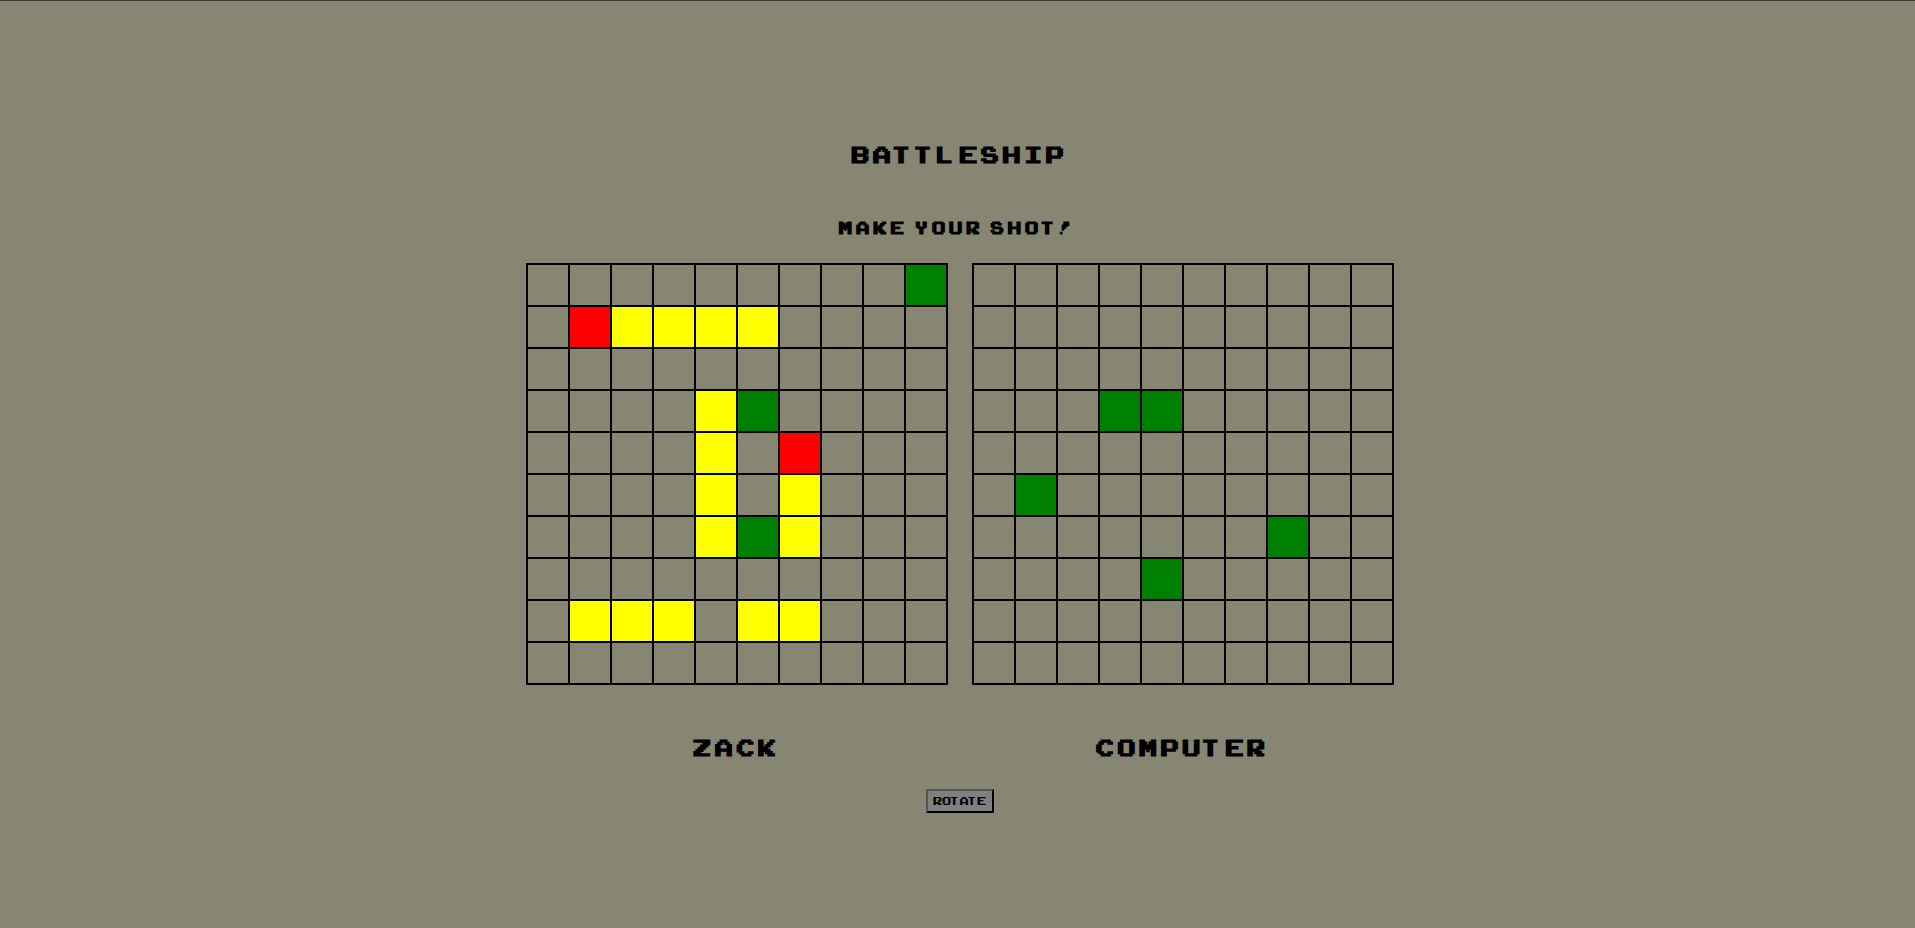 BATTLESHIP
MAKE YOUR SHOT!
ZACK
COMPUTER
ROTATE